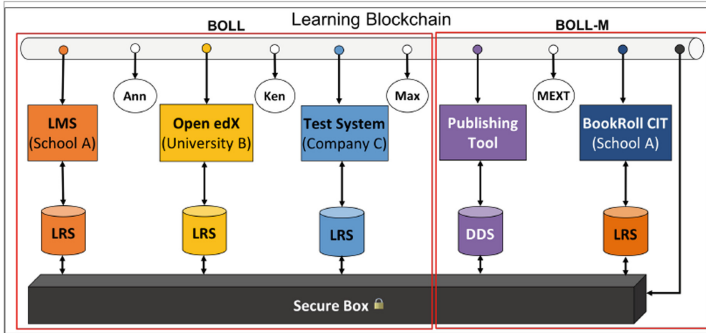 Learning Blockchain
BOLL
BOLL-M
Ann
Ken
Max
MEXT
LMS
(School A)
Open edX
(University B)
Test System
(Company C)
Publishing
Tool
BookRoll CIT
(School A)
LRS
LRS
LRS
DDS
LRS
Secure Box